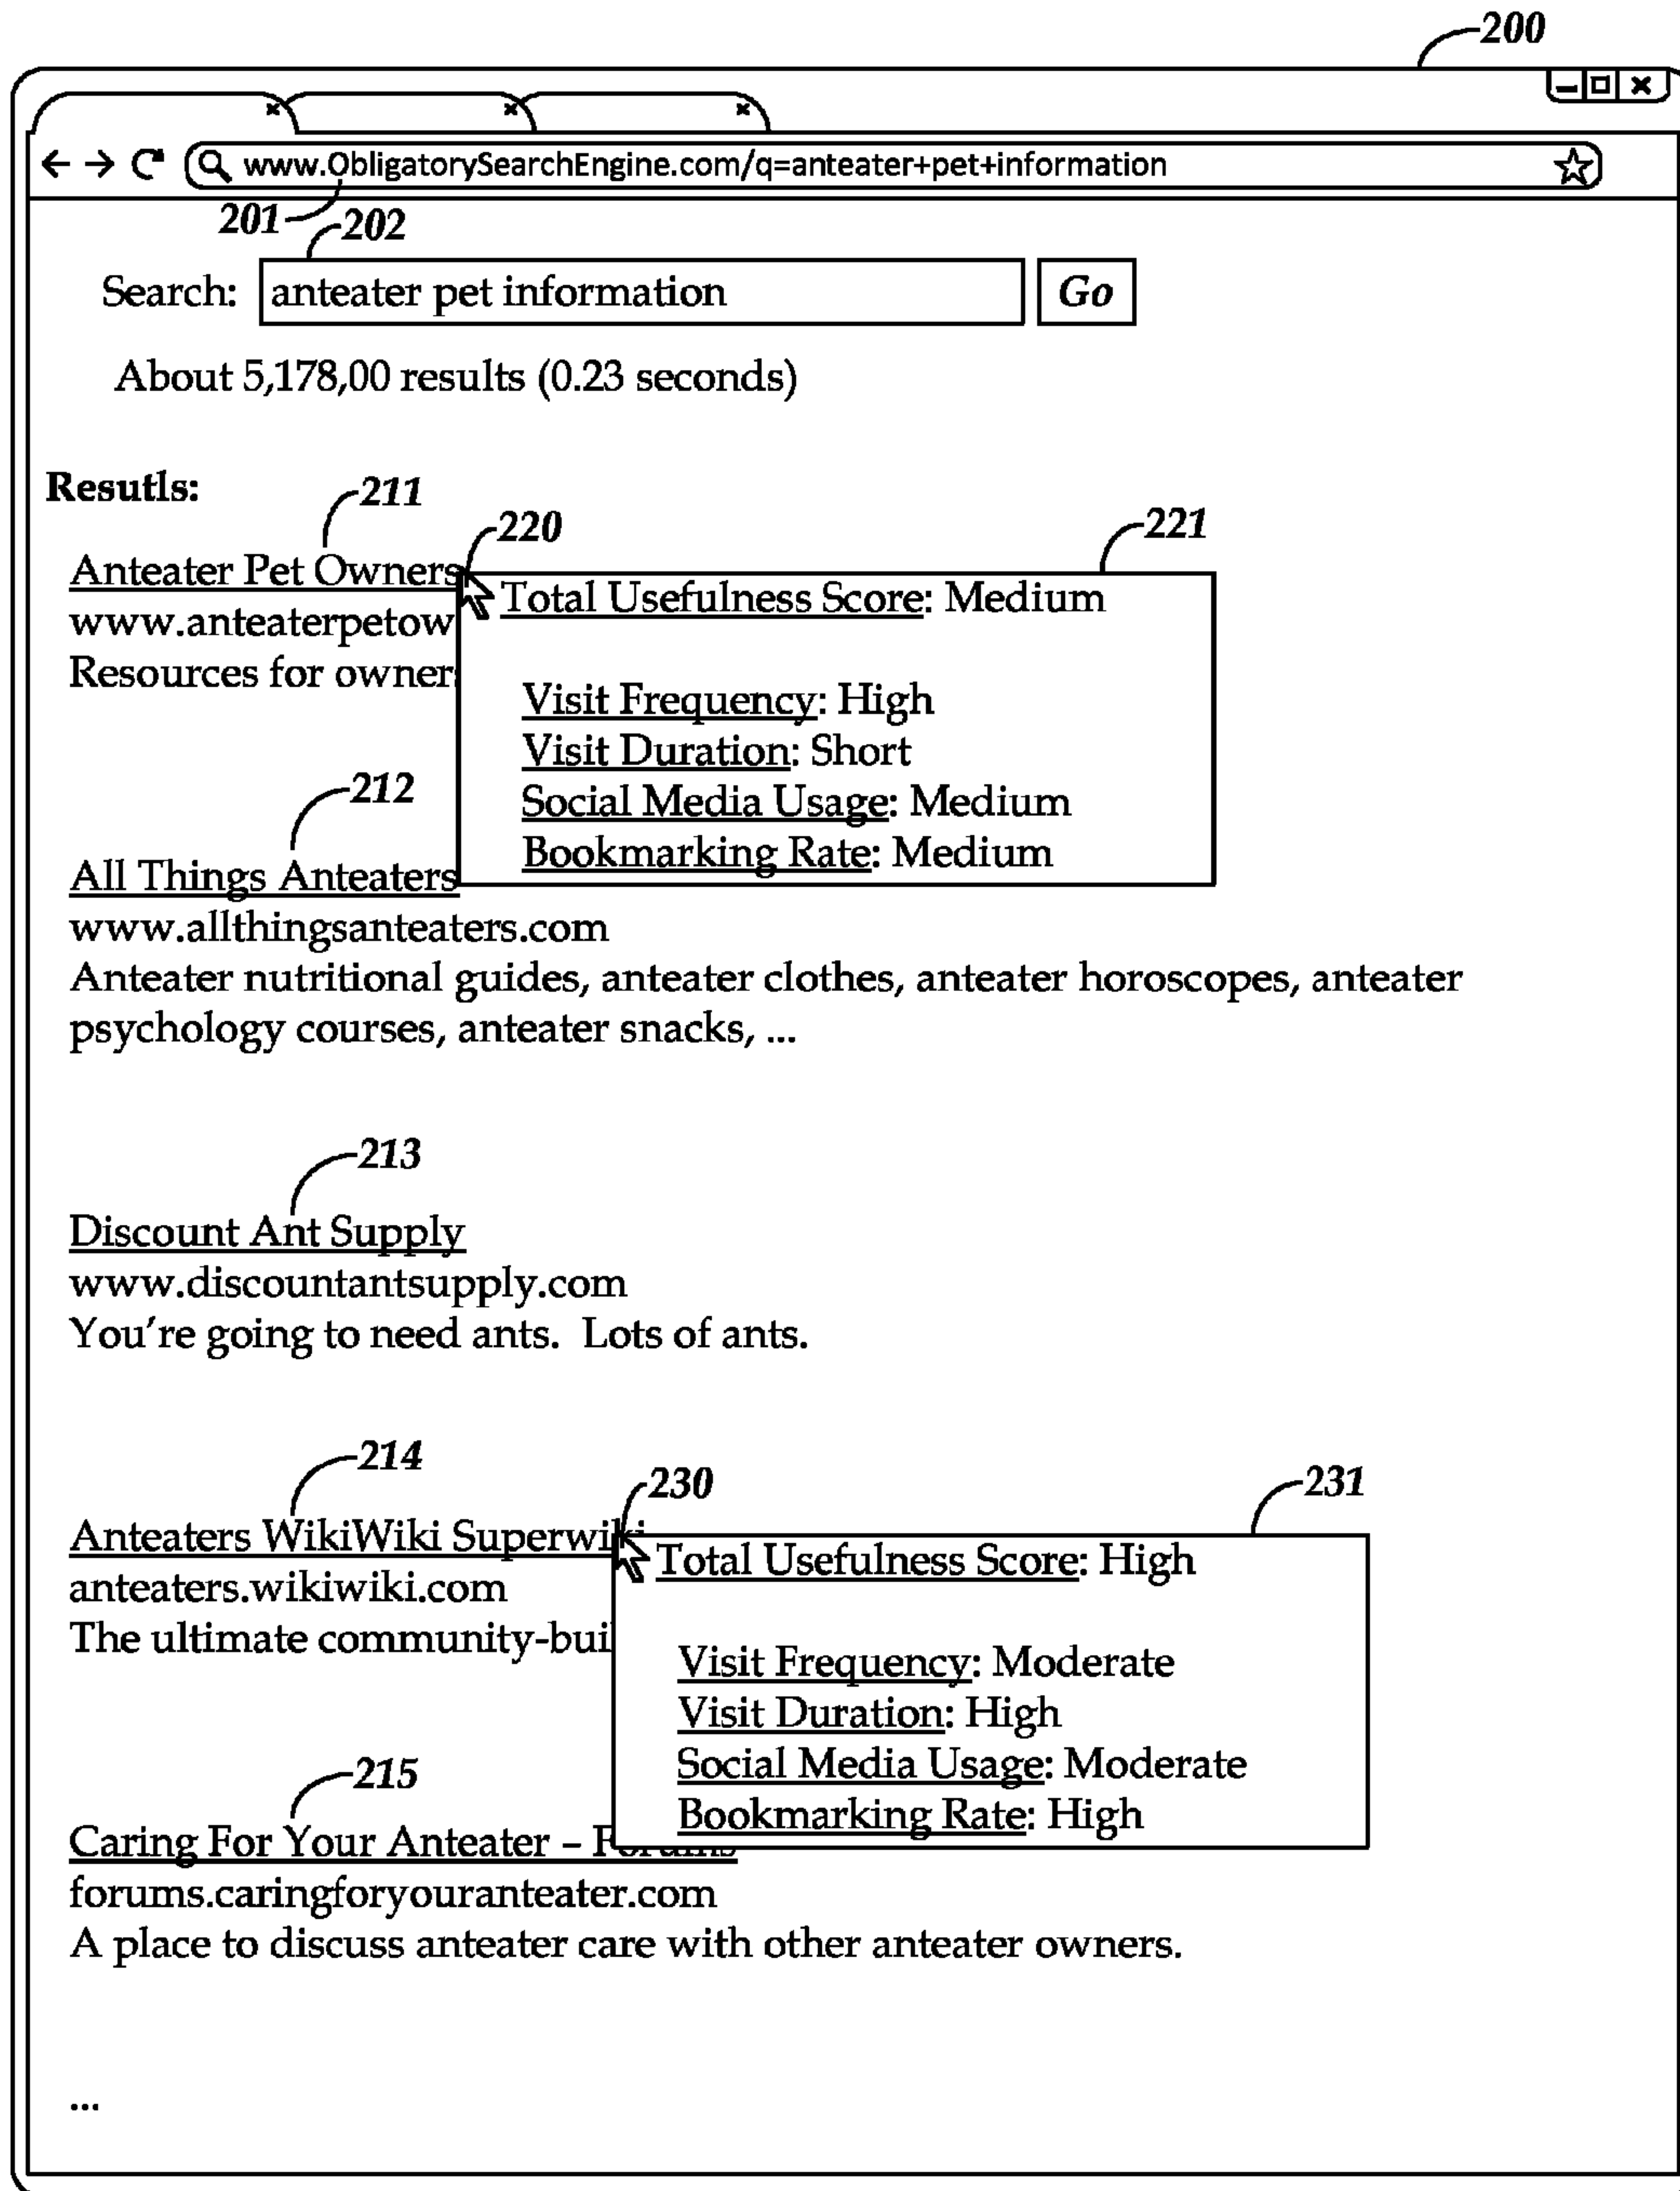 200
www.ObligatorySearchEngine.com/q=anteater+pet+information
201
202
Search: anteater pet information Go
About 5,178,00 results (0.23 seconds)
Resutls:
211
220
221
Anteater Pet Owners
Total Usefulness Score: Medium
www.anteaterpetow
Resources for owners
Visit Frequency: High
Visit Duration: Short
Social Media Usage: Medium
Bookmarking Rate: Medium
212
All Things Anteaters
www.allthingsanteaters.com
Anteater nutritional guides, anteater clothes, anteater horoscopes, anteater
psychology courses, anteater snacks, ...
213
Discount Ant Supply
www.discountantsupply.com
You're going to need ants. Lots of ants.
214
230
231
Anteaters WikiWiki Superwiki
Total Usefulness Score: High
anteaters.wikiwiki.com
The ultimate community-buil
Visit Frequency: Moderate
Visit Duration: High
Social Media Usage: Moderate
Bookmarking Rate: High
215
Caring For Your Anteater – Forums
forums.caringforyouranteater.com
A place to discuss anteater care with other anteater owners.
...